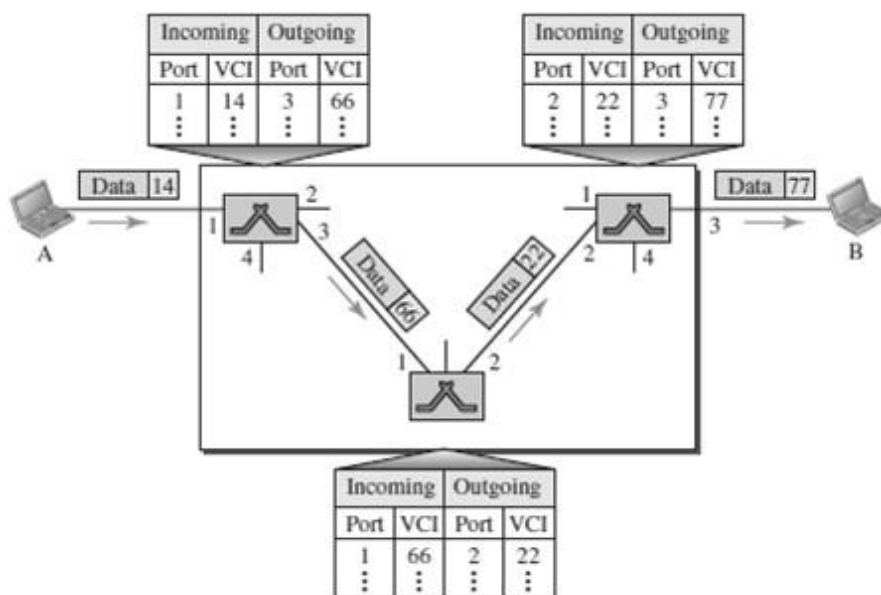 Incoming Outgoing
Port VCI Port VCI
1 14 3 66
⋮ ⋮ ⋮ ⋮
Incoming Outgoing
Port VCI Port VCI
2 22 3 77
⋮ ⋮ ⋮ ⋮
Data 14
A
1
2
3
4
Data 66
1
2
Data 22
1
2
4
3
Data 77
B
Incoming Outgoing
Port VCI Port VCI
1 66 2 22
⋮ ⋮ ⋮ ⋮